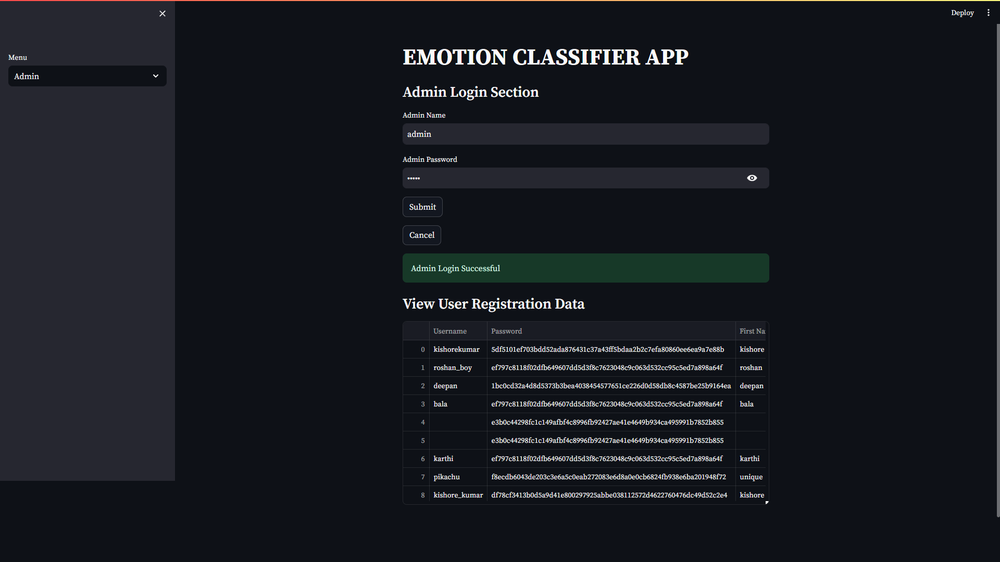 Deploy
Menu
Admin
EMOTION CLASSIFIER APP
Admin Login Section
Admin Name
admin
Admin Password
•••••
Submit
Cancel
Admin Login Successful
View User Registration Data
Username Password First Na
0 kishorekumar 5df5101ef703bdd52ada876431c37a43ff5bdaa2b2c7efa80860ee6ea9a7e88b kishore
1 roshan_boy ef797c8118f02dfb649607dd5d3f8c7623048c9c063d532cc95c5ed7a898a64f roshan
2 deepan 1bc0cd32a4d8d5373b3bea4038454577651ce226d0d58db8c4587be25b9164ea deepan
3 bala ef797c8118f02dfb649607dd5d3f8c7623048c9c063d532cc95c5ed7a898a64f bala
4 e3b0c44298fc1c149afbf4c8996fb92427ae41e4649b934ca495991b7852b855
5 e3b0c44298fc1c149afbf4c8996fb92427ae41e4649b934ca495991b7852b855
6 karthi ef797c8118f02dfb649607dd5d3f8c7623048c9c063d532cc95c5ed7a898a64f karthi
7 pikachu f8ecdb6043de203c3e6a5c0eab272083e6d8a0e0cb6824fb938e6ba201948f72 unique
8 kishore_kumar df78cf3413b0d5a9d41e800297925abbe038112572d4622760476dc49d52c2e4 kishore